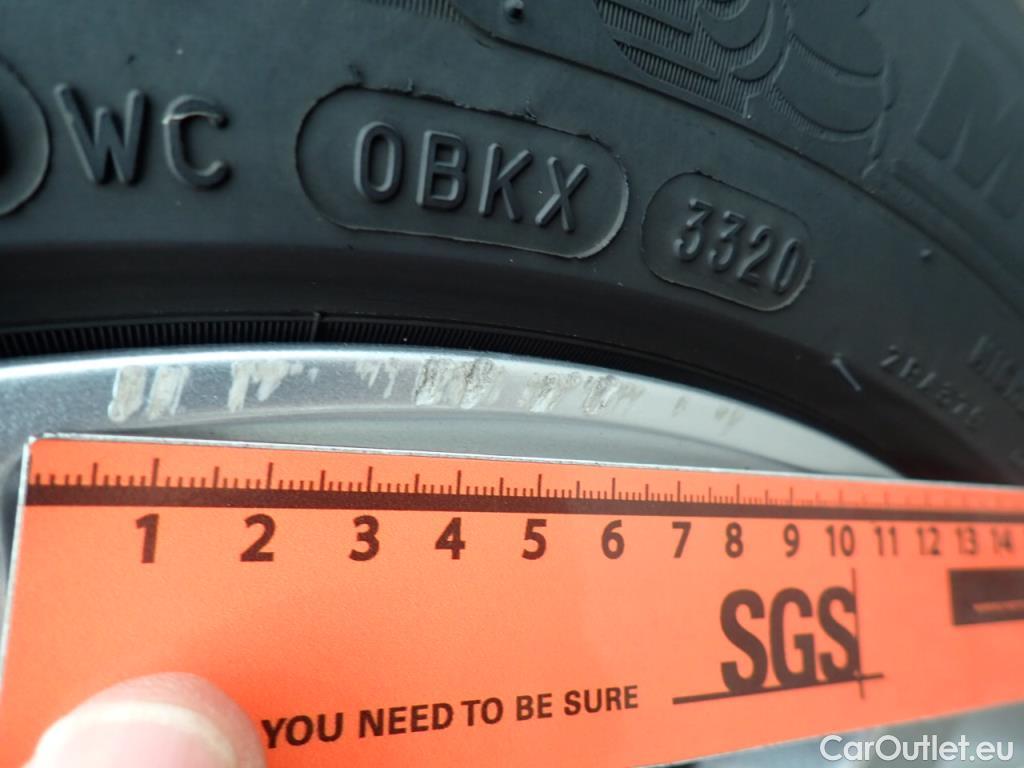 WC OBKX 3320
1 2 3 4 5 6 7 8 9 10 11 12 13 14
SGS
YOU NEED TO BE SURE
CarOutlet.eu